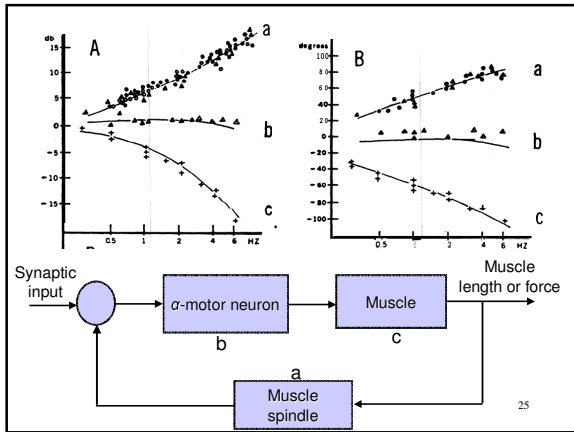 db
A
a
15
10
5
0
b
-5
-10
-15
c
0.5 1 2 4 6 HZ
degrees
B
100
80
a
60
40
20
0
b
-20
-40
-60
-80
-100
c
0.5 1 2 4 6 HZ
Synaptic
input
α-motor neuron
b
Muscle
c
Muscle
length or force
a
Muscle
spindle
25